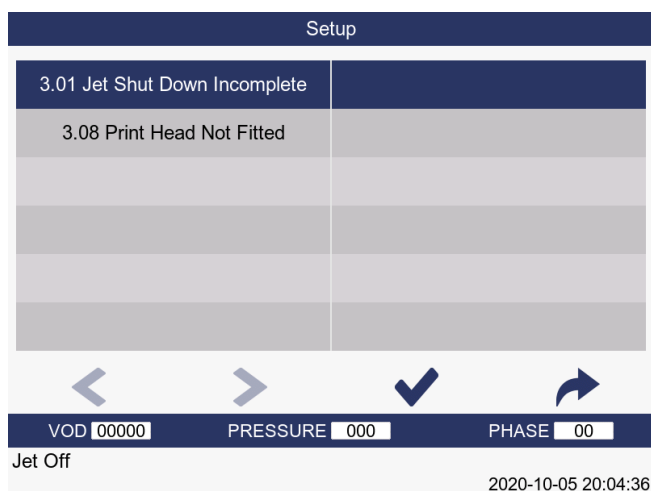 Setup
3.01 Jet Shut Down Incomplete
3.08 Print Head Not Fitted
VOD 00000 PRESSURE 000 PHASE 00
Jet Off
2020-10-05 20:04:36